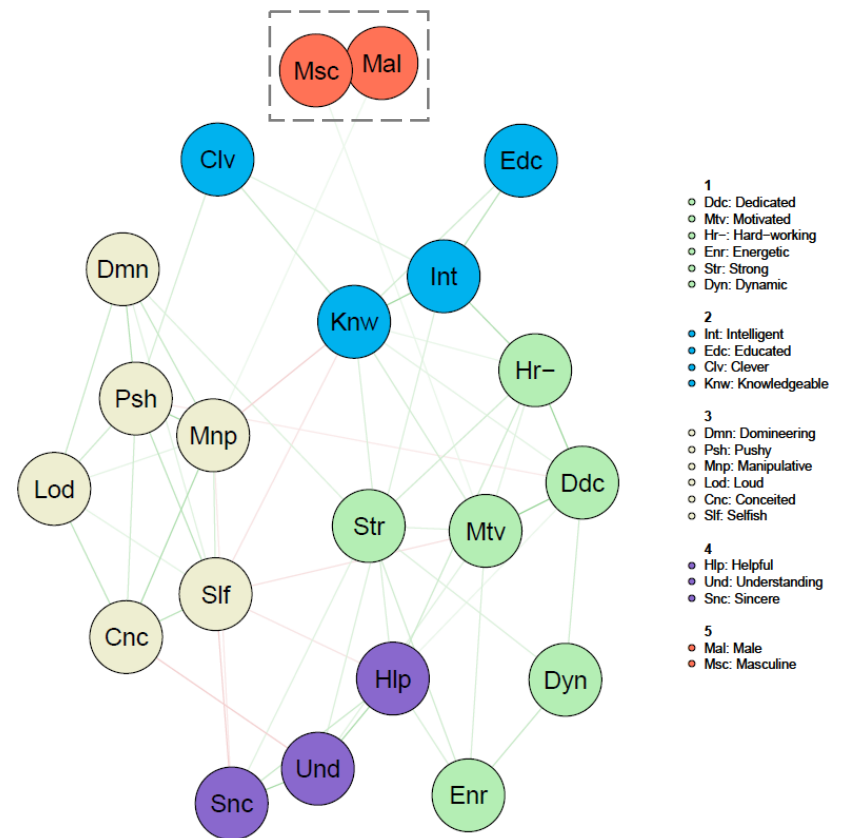 Msc Mal
Clv
Edc
Dmn
Int
Knw
Hr−
Psh
Mnp
Lod
Ddc
Str
Mtv
Slf
Cnc
Hlp
Dyn
Und
Snc
Enr
1
Ddc: Dedicated
Mtv: Motivated
Hr−: Hard−working
Enr: Energetic
Str: Strong
Dyn: Dynamic
2
Int: Intelligent
Edc: Educated
Clv: Clever
Knw: Knowledgeable
3
Dmn: Domineering
Psh: Pushy
Mnp: Manipulative
Lod: Loud
Cnc: Conceited
Slf: Selfish
4
Hlp: Helpful
Und: Understanding
Snc: Sincere
5
Mal: Male
Msc: Masculine